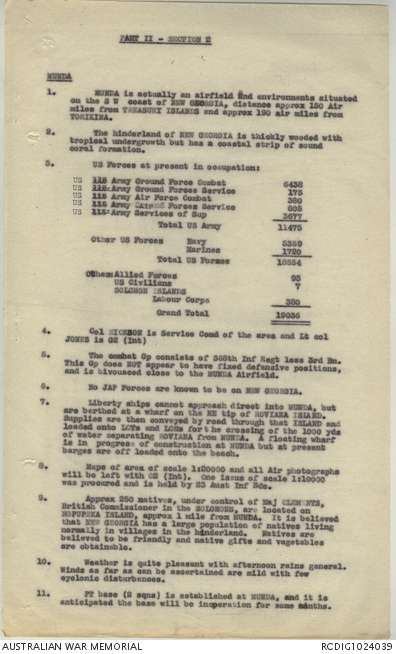 PART II - SECTION 2
MUNDA
1. MUNDA is actually an airfield and environments situated
on the S W coast of NEW GEORGIA, distance approx 150 Air
miles from TREASURY ISLANDS and approx 190 air miles from
TOROKINA.
2. The hinderland of NEW GEORGIA is thickly wooded with
tropical undergrowth but has a coastal strip of sound
coral formation.
3. US Forces at present in occupation:
US Army Ground Force Combat 6438
US Army Ground Forces Service 175
US Army Air Force Combat 380
US Army Forces Service 805
US Army Services of Sup 3677
Total US Army 11475
Other US Forces Navy 5359
Marines 1720
Total US Forces 18554
Other Allied Forces 95
US Civilians 7
SOLOMON ISLANDS
Labour Corps 380
Grand Total 19036
4. Col is Service Comd of the area and Lt col
JONES is G2 (Int)
5. The combat Gp consists of 368th Inf Regt less 3rd Bn.
This Gp does NOT appear to have fixed defensive positions,
and is bivouaced close to the MUNDA Airfield.
6. No JAP Forces are known to be on NEW GEORGIA.
7. Liberty ships cannot approach direct into MUNDA, but
are berthed at a wharf on the NE tip of ROVIANA ISLAND.
Supplies are then conveyed by road through that ISLAND and
loaded onto LCTs and LCMs for the crossing of the 1000 yds
of water separating ROVIANA from MUNDA. A floating wharf
is in progress of construction at MUNDA but at present
barges are off loaded onto the beach.
8. Maps of area of scale 1:20000 and all Air photographs
will be left with G2 (Int). One issue of scale 1:10000
was procured and is held by 23 Aust Inf Bde.
9. Approx 250 natives, under control of Maj CLEMENTS,
British Commissioner in the SOLOMONS, are located on
ISLAND, approx 1 mile from MUNDA. It is believed
that NEW GEORGIA has a large population of natives living
normally in villages in the hinderland. Natives are
believed to be friendly and native gifts and vegetables
are obtainable.
10. Weather is quite pleasant with afternoon rains general.
Winds as far as can be ascertained are mild with few
cyclonic disturbances.
11. PT base (2 sqns) is established at MUNDA, and it is
anticipated the base will be inoperation for some months.
AUSTRALIAN WAR MEMORIAL RCDIG1024039